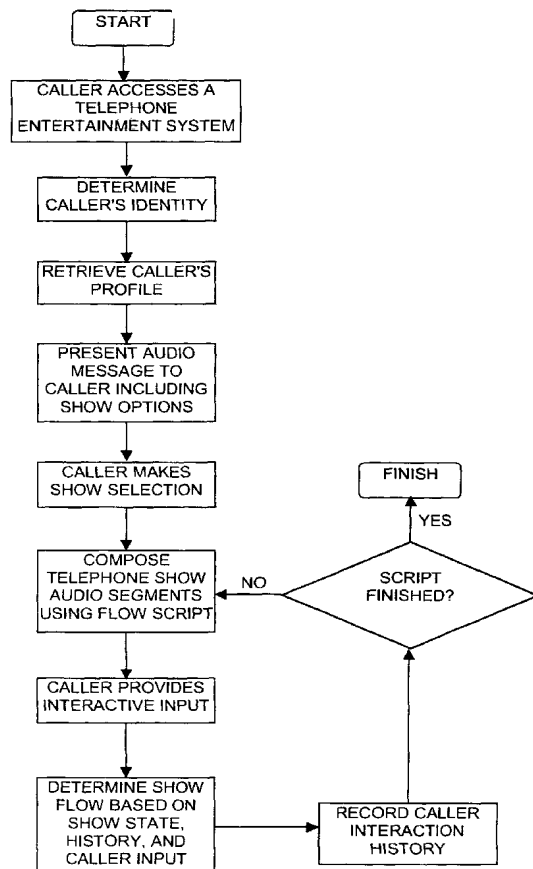 START
CALLER ACCESSES A
TELEPHONE
ENTERTAINMENT SYSTEM
DETERMINE
CALLER'S IDENTITY
RETRIEVE CALLER'S
PROFILE
PRESENT AUDIO
MESSAGE TO
CALLER INCLUDING
SHOW OPTIONS
CALLER MAKES
SHOW SELECTION
COMPOSE
TELEPHONE SHOW
AUDIO SEGMENTS
USING FLOW SCRIPT
CALLER PROVIDES
INTERACTIVE INPUT
DETERMINE SHOW
FLOW BASED ON
SHOW STATE,
HISTORY, AND
CALLER INPUT
RECORD CALLER
INTERACTION
HISTORY
SCRIPT
FINISHED?
NO
YES
FINISH